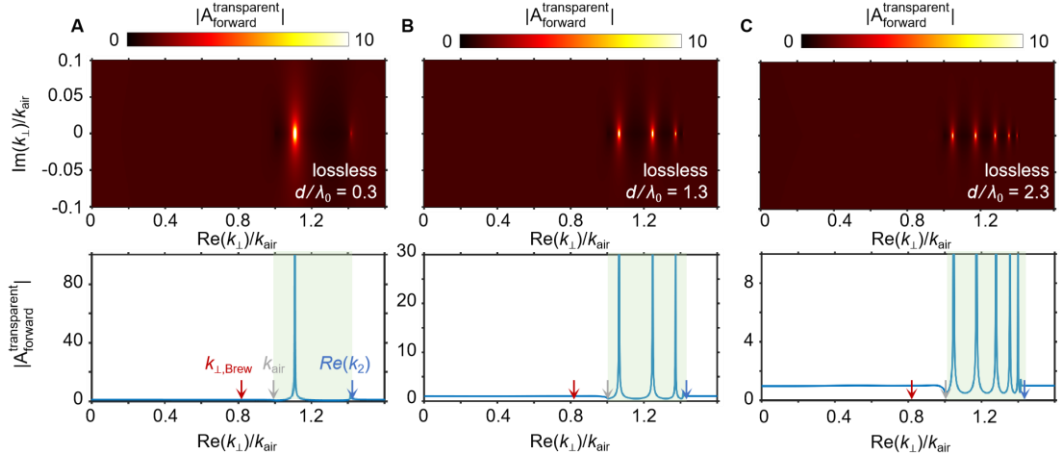 A |A^transparent_forward|
0 10
B |A^transparent_forward|
0 10
C |A^transparent_forward|
0 10
Im(k⊥)/k_air
0.1
0.05
0
-0.05
-0.1
lossless
d/λ₀ = 0.3
0 0.4 0.8 1.2
Re(k⊥)/k_air
lossless
d/λ₀ = 1.3
0 0.4 0.8 1.2
Re(k⊥)/k_air
lossless
d/λ₀ = 2.3
0 0.4 0.8 1.2
Re(k⊥)/k_air
|A^transparent_forward|
80
40
0
k⊥,Brew k_air Re(k₂)
0 0.4 0.8 1.2
Re(k⊥)/k_air
30
20
10
0
0 0.4 0.8 1.2
Re(k⊥)/k_air
8
4
0
0 0.4 0.8 1.2
Re(k⊥)/k_air